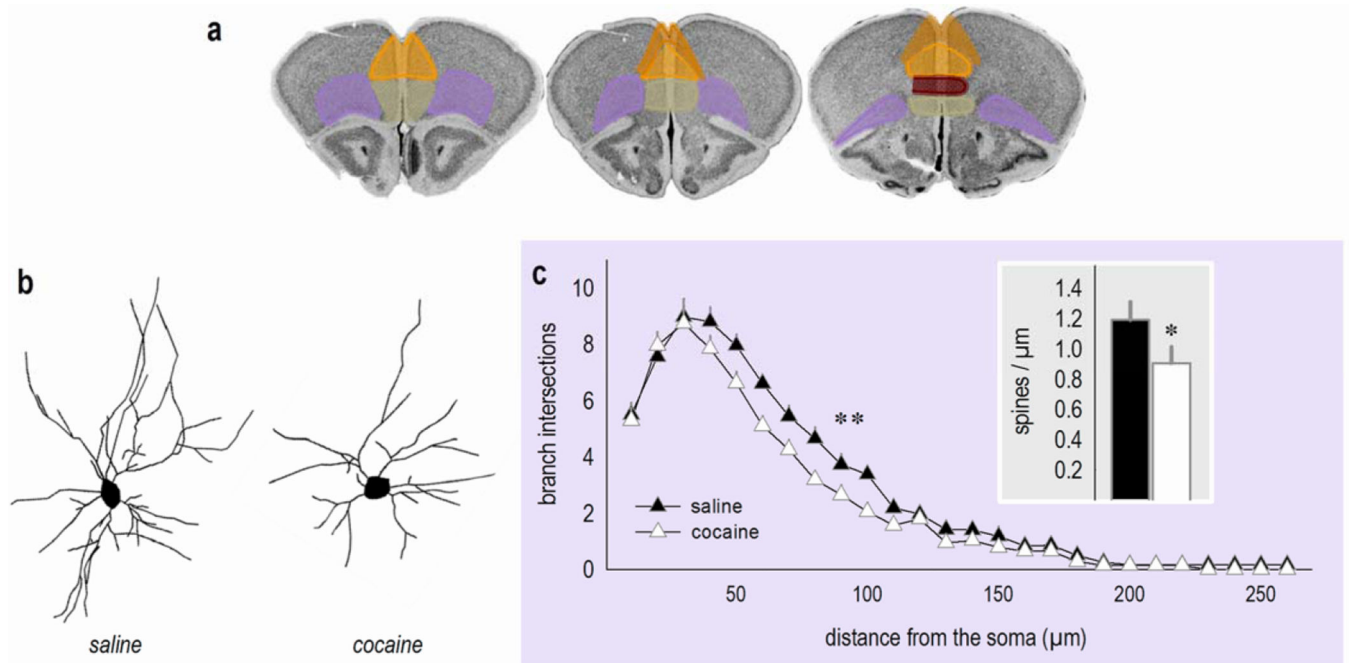 a
b
saline
cocaine
c
branch intersections
10
8
6
4
2
0
**
saline
cocaine
50
100
150
200
250
distance from the soma (µm)
spines / µm
1.4
1.2
1.0
0.8
0.6
0.4
0.2
*